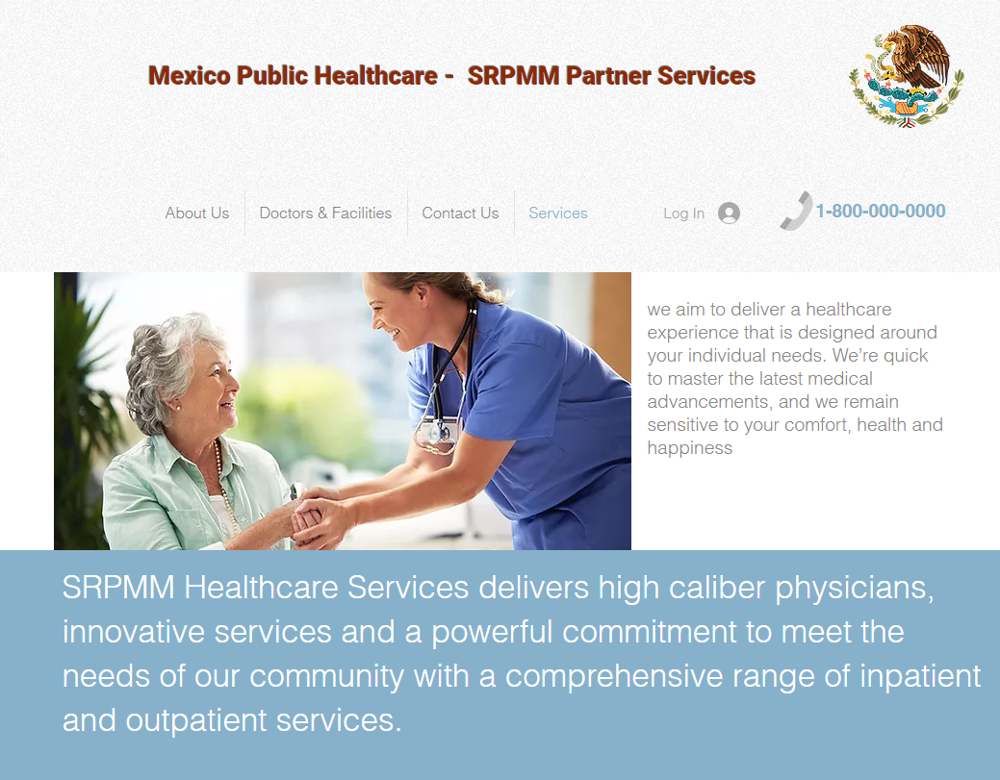 Mexico Public Healthcare - SRPMM Partner Services
About Us
Doctors & Facilities
Contact Us
Services
Log In
1-800-000-0000
we aim to deliver a healthcare
experience that is designed around
your individual needs. We're quick
to master the latest medical
advancements, and we remain
sensitive to your comfort, health and
happiness
SRPMM Healthcare Services delivers high caliber physicians,
innovative services and a powerful commitment to meet the
needs of our community with a comprehensive range of inpatient
and outpatient services.